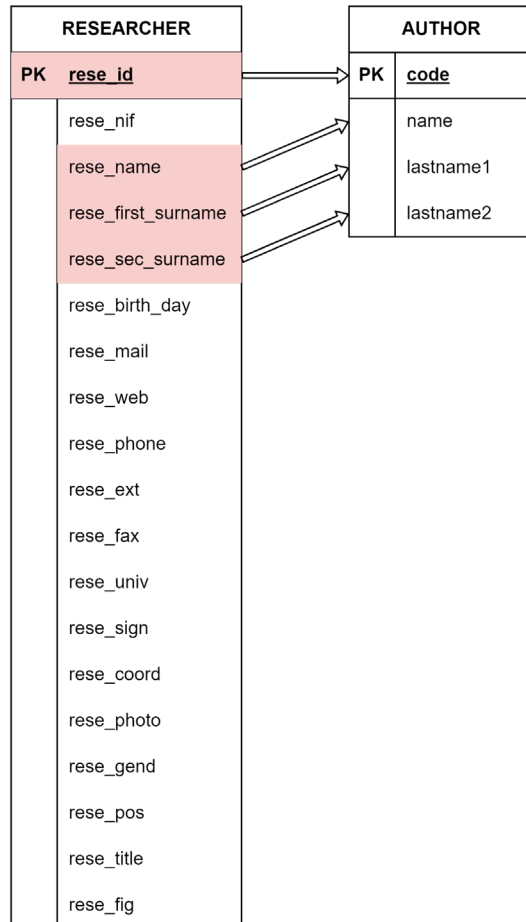 RESEARCHER
PK rese_id
rese_nif
rese_name
rese_first_surname
rese_sec_surname
rese_birth_day
rese_mail
rese_web
rese_phone
rese_ext
rese_fax
rese_univ
rese_sign
rese_coord
rese_photo
rese_gend
rese_pos
rese_title
rese_fig
AUTHOR
PK code
name
lastname1
lastname2